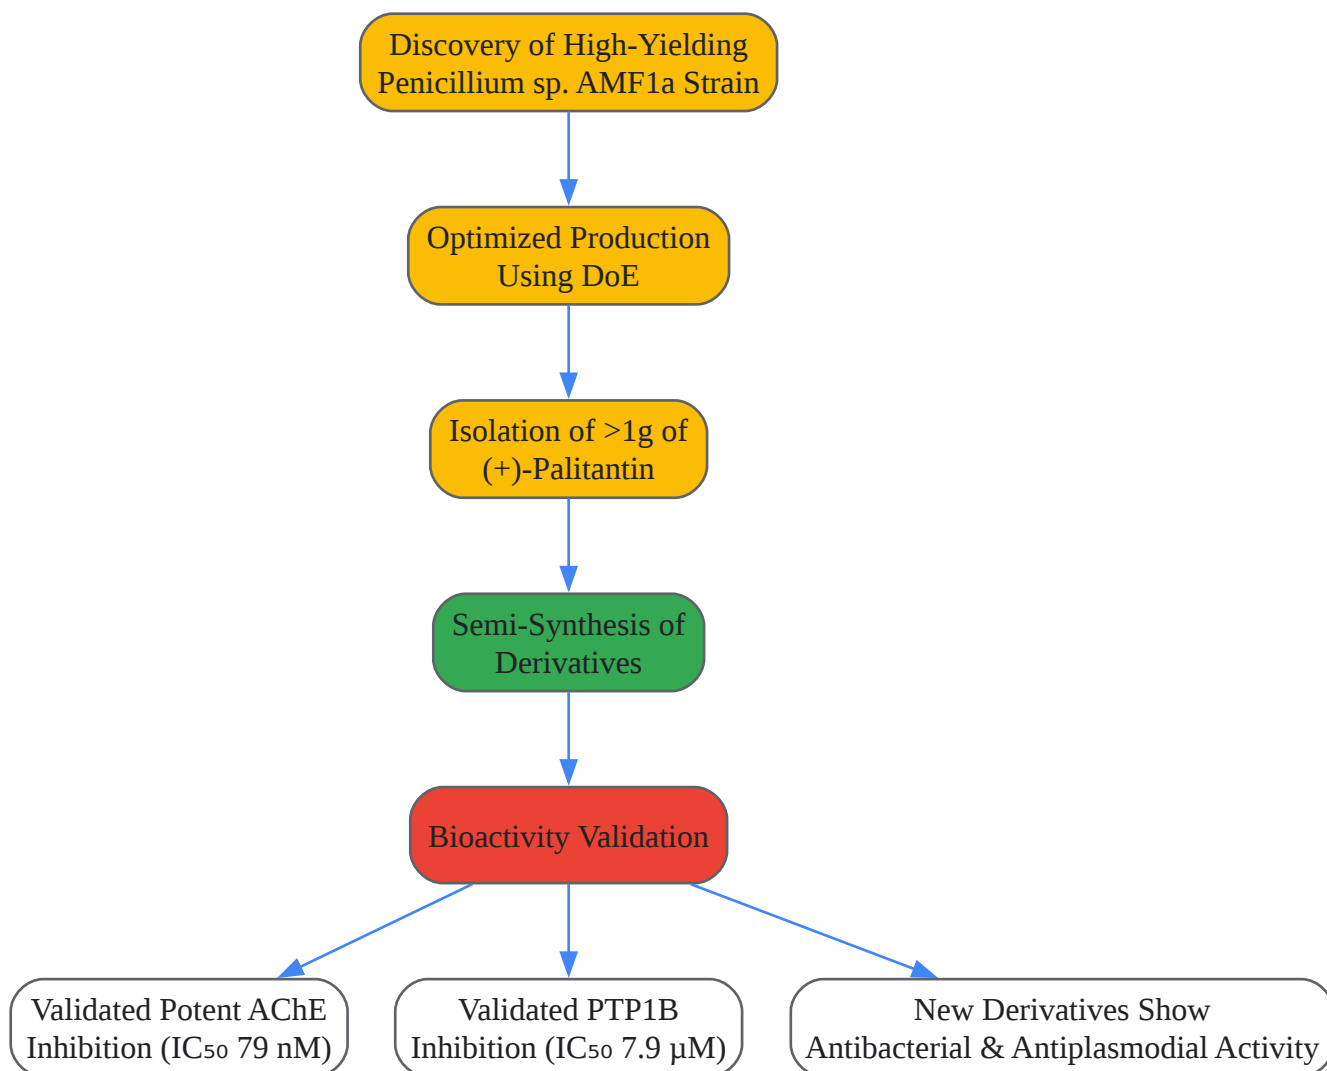 Discovery of High-Yielding
Penicillium sp. AMF1a Strain
Optimized Production
Using DoE
Isolation of >1g of
(+)-Palitantin
Semi-Synthesis of
Derivatives
Bioactivity Validation
Validated Potent AChE
Inhibition (IC₅₀ 79 nM)
Validated PTP1B
Inhibition (IC₅₀ 7.9 µM)
New Derivatives Show
Antibacterial & Antiplasmodial Activity